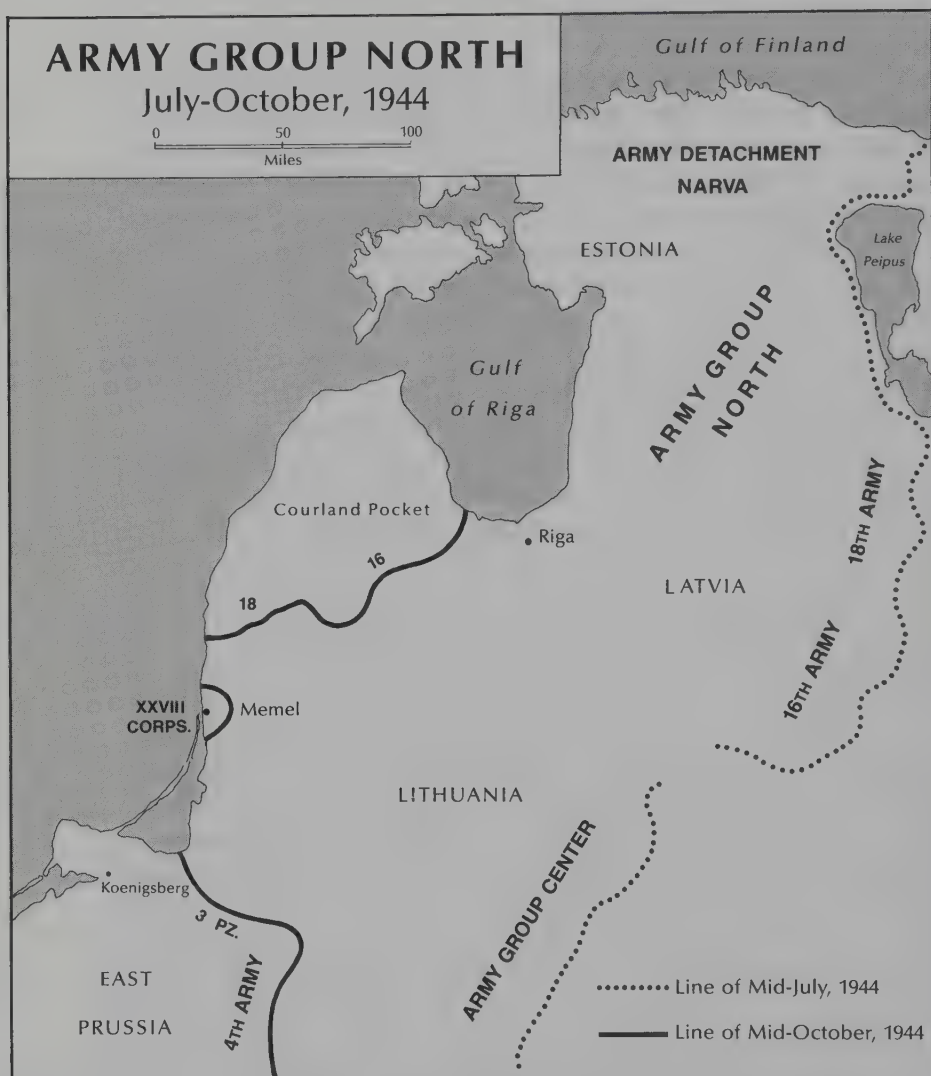 ARMY GROUP NORTH
July-October, 1944
0 50 100
Miles
Gulf of Finland
ARMY DETACHMENT
NARVA
ESTONIA
Lake
Peipus
ARMY GROUP
NORTH
Gulf
of Riga
Courland Pocket
Riga
18TH ARMY
16
18
LATVIA
16TH ARMY
XXVIII
CORPS.
Memel
LITHUANIA
ARMY GROUP CENTER
Koenigsberg
3 PZ.
4TH ARMY
EAST
PRUSSIA
Line of Mid-July, 1944
Line of Mid-October, 1944